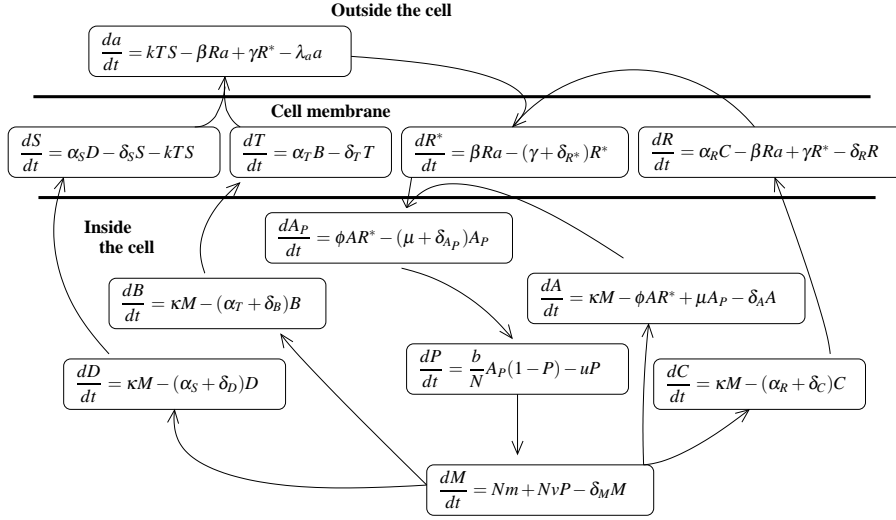 Outside the cell
da/dt = kTS − βRa + γR* − λ_a a
Cell membrane
dS/dt = α_S D − δ_S S − kTS
dT/dt = α_T B − δ_T T
dR*/dt = βRa − (γ + δ_{R*})R*
dR/dt = α_R C − βRa + γR* − δ_R R
Inside
the cell
dA_P/dt = ϕAR* − (μ + δ_{A_P})A_P
dB/dt = κM − (α_T + δ_B)B
dA/dt = κM − ϕAR* + μA_P − δ_A A
dD/dt = κM − (α_S + δ_D)D
dP/dt = b/N A_P(1 − P) − uP
dC/dt = κM − (α_R + δ_C)C
dM/dt = Nm + NvP − δ_M M